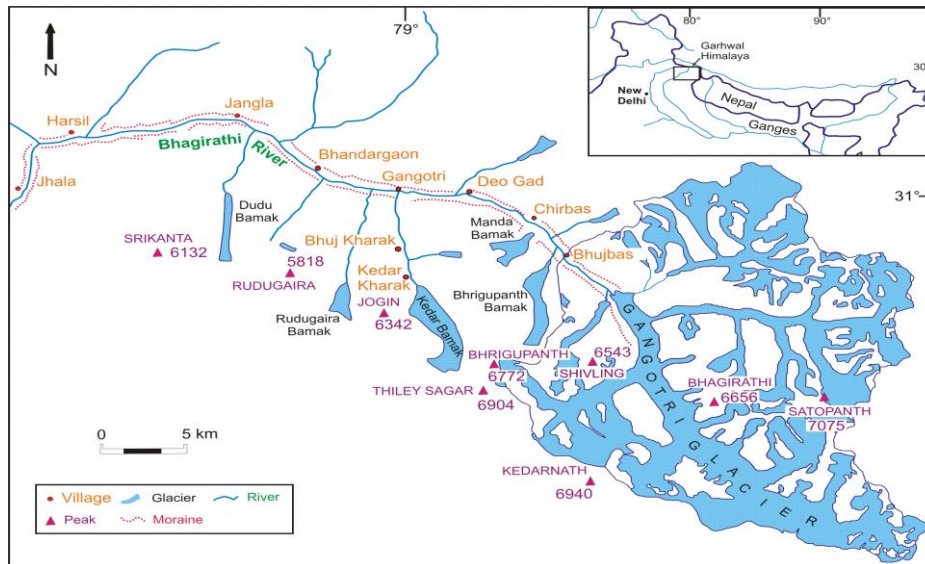 79°
80°
90°
Garhwal
Himalaya
30
New
Delhi
Nepal
Ganges
N
Harsil
Jangla
Bhagirathi
River
Jhala
Bhandargaon
Gangotri
Deo Gad
31°
Dudu
Bamak
Manda
Bamak
Chirbas
SRIKANTA
6132
5818
RUDUGAIRA
Bhuj Kharak
Bhujbas
Kedar
Kharak
Rudugaira
Bamak
JOGIN
6342
Kedar Bamak
Bhrigupanth
Bamak
GANGOTRI GLACIER
BHRIGUPANTH
6772
6543
SHIVLING
THILEY SAGAR
6904
BHAGIRATHI
6656
SATOPANTH
7075
KEDARNATH
6940
0 5 km
Village Glacier River
Peak Moraine